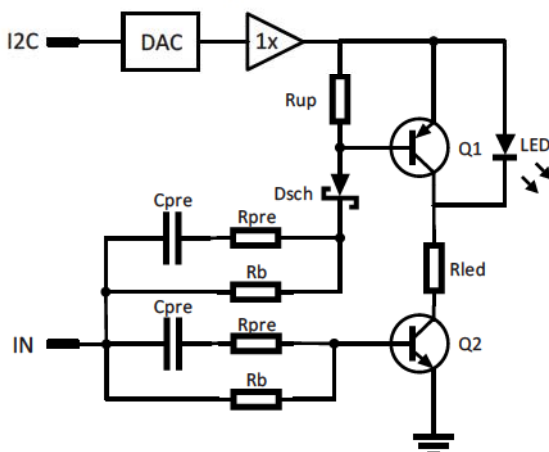 I2C
DAC
1x
Rup
Q1
LED
Dsch
Cpre
Rpre
Rb
Rled
Cpre
Rpre
IN
Q2
Rb